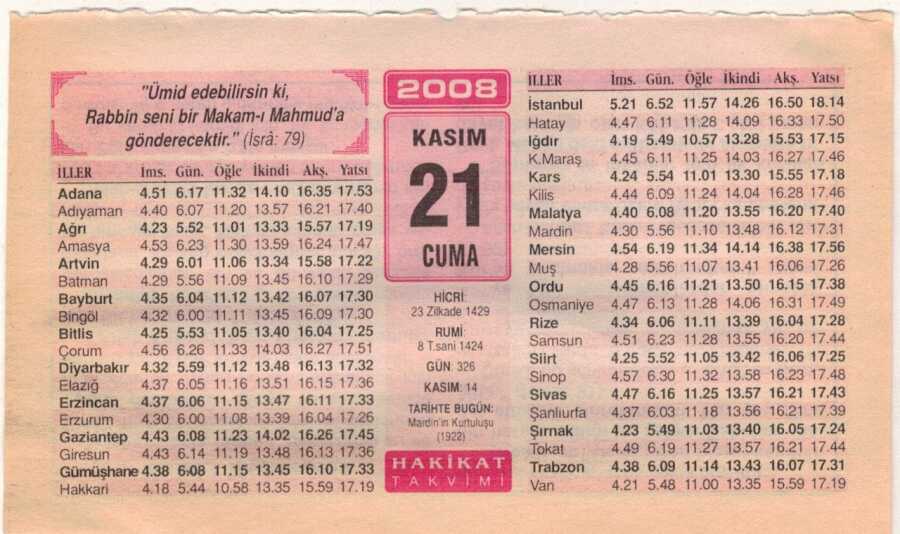 "Ümid edebilirsin ki,
Rabbin seni bir Makam-ı Mahmud'a
gönderecektir." (İsrâ: 79)
İLLER İms. Gün. Öğle İkindi Akş. Yatsı
Adana 4.51 6.17 11.32 14.10 16.35 17.53
Adıyaman 4.40 6.07 11.20 13.57 16.21 17.40
Ağrı 4.23 5.52 11.01 13.33 15.57 17.19
Amasya 4.53 6.23 11.30 13.59 16.24 17.47
Artvin 4.29 6.01 11.06 13.34 15.58 17.22
Batman 4.29 5.56 11.09 13.45 16.10 17.29
Bayburt 4.35 6.04 11.12 13.42 16.07 17.30
Bingöl 4.32 6.00 11.11 13.45 16.09 17.30
Bitlis 4.25 5.53 11.05 13.40 16.04 17.25
Çorum 4.56 6.26 11.33 14.03 16.27 17.51
Diyarbakır 4.32 5.59 11.12 13.48 16.13 17.32
Elazığ 4.37 6.05 11.16 13.51 16.15 17.36
Erzincan 4.37 6.06 11.15 13.47 16.11 17.33
Erzurum 4.30 6.00 11.08 13.39 16.04 17.26
Gaziantep 4.43 6.08 11.23 14.02 16.26 17.45
Giresun 4.43 6.14 11.19 13.48 16.13 17.36
Gümüşhane 4.38 6.08 11.15 13.45 16.10 17.33
Hakkari 4.18 5.44 10.58 13.35 15.59 17.19
2008
KASIM
21
CUMA
HİCRİ:
23 Zilkade 1429
RUMİ:
8 T.sani 1424
GÜN: 326
KASIM: 14
TARİHTE BUGÜN:
Mardin'in Kurtuluşu
(1922)
HAKİKAT
TAKVİMİ
İLLER İms. Gün. Öğle İkindi Akş. Yatsı
İstanbul 5.21 6.52 11.57 14.26 16.50 18.14
Hatay 4.47 6.11 11.28 14.09 16.33 17.50
Iğdır 4.19 5.49 10.57 13.28 15.53 17.15
K.Maraş 4.45 6.11 11.25 14.03 16.27 17.46
Kars 4.24 5.54 11.01 13.30 15.55 17.18
Kilis 4.44 6.09 11.24 14.04 16.28 17.46
Malatya 4.40 6.08 11.20 13.55 16.20 17.40
Mardin 4.30 5.56 11.10 13.48 16.12 17.31
Mersin 4.54 6.19 11.34 14.14 16.38 17.56
Muş 4.28 5.56 11.07 13.41 16.06 17.26
Ordu 4.45 6.16 11.21 13.50 16.15 17.38
Osmaniye 4.47 6.13 11.28 14.06 16.31 17.49
Rize 4.34 6.06 11.11 13.39 16.04 17.28
Samsun 4.51 6.23 11.28 13.55 16.20 17.44
Siirt 4.25 5.52 11.05 13.42 16.06 17.25
Sinop 4.57 6.30 11.32 13.58 16.23 17.48
Sivas 4.47 6.16 11.25 13.57 16.21 17.43
Şanlıurfa 4.37 6.03 11.18 13.56 16.21 17.39
Şırnak 4.23 5.49 11.03 13.40 16.05 17.24
Tokat 4.49 6.19 11.27 13.57 16.21 17.44
Trabzon 4.38 6.09 11.14 13.43 16.07 17.31
Van 4.21 5.48 11.00 13.35 15.59 17.19